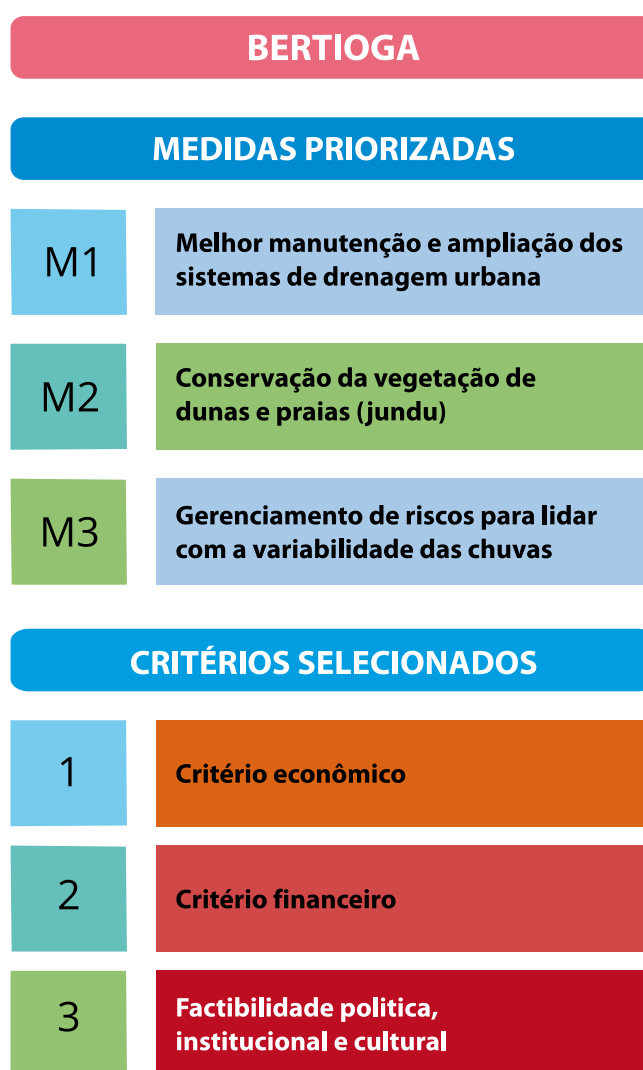 BERTIOGA
MEDIDAS PRIORIZADAS
M1
Melhor manutenção e ampliação dos
sistemas de drenagem urbana
M2
Conservação da vegetação de
dunas e praias (jundu)
M3
Gerenciamento de riscos para lidar
com a variabilidade das chuvas
CRITÉRIOS SELECIONADOS
1
Critério econômico
2
Critério financeiro
3
Factibilidade politica,
institucional e cultural